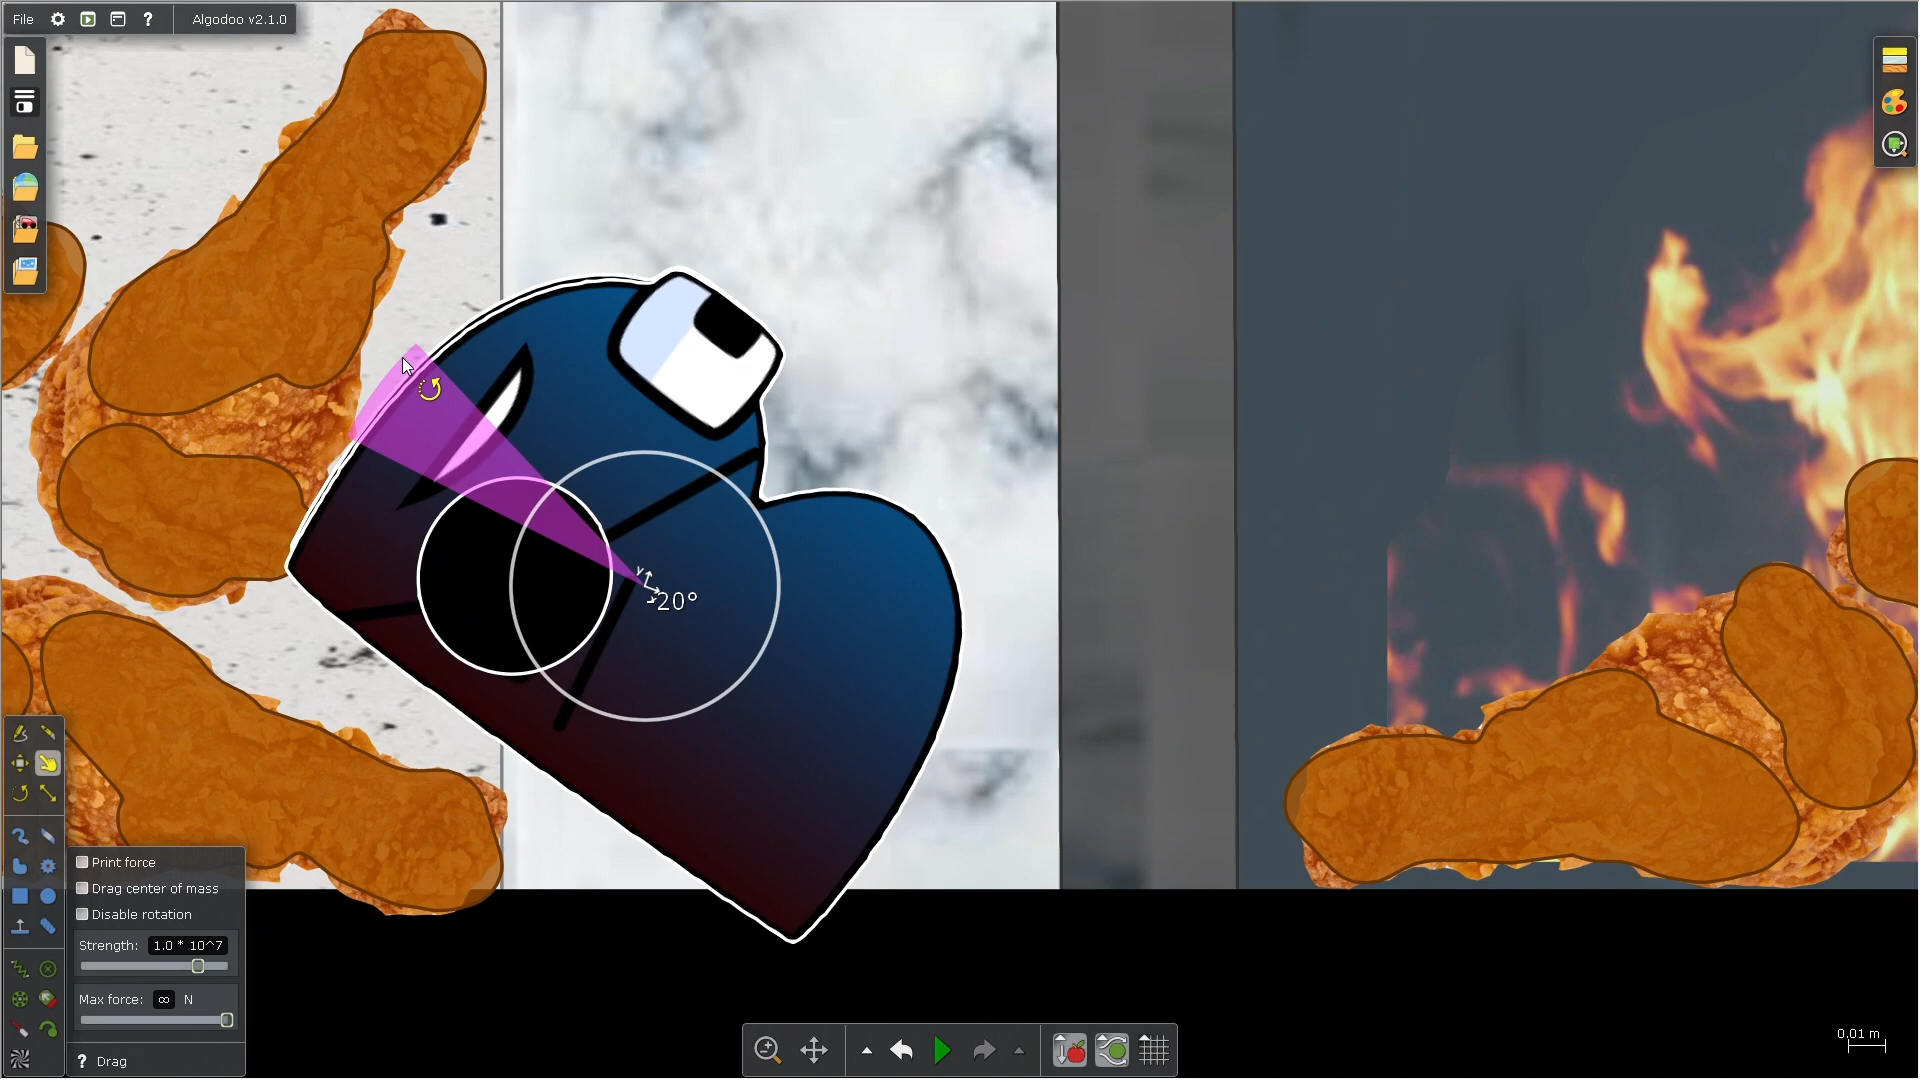 File
?
Algodoo v2.1.0
Y
x
-20°
Print force
Drag center of mass
Disable rotation
Strength: 1.0 * 10^7
Max force: ∞ N
? Drag
0.01 m